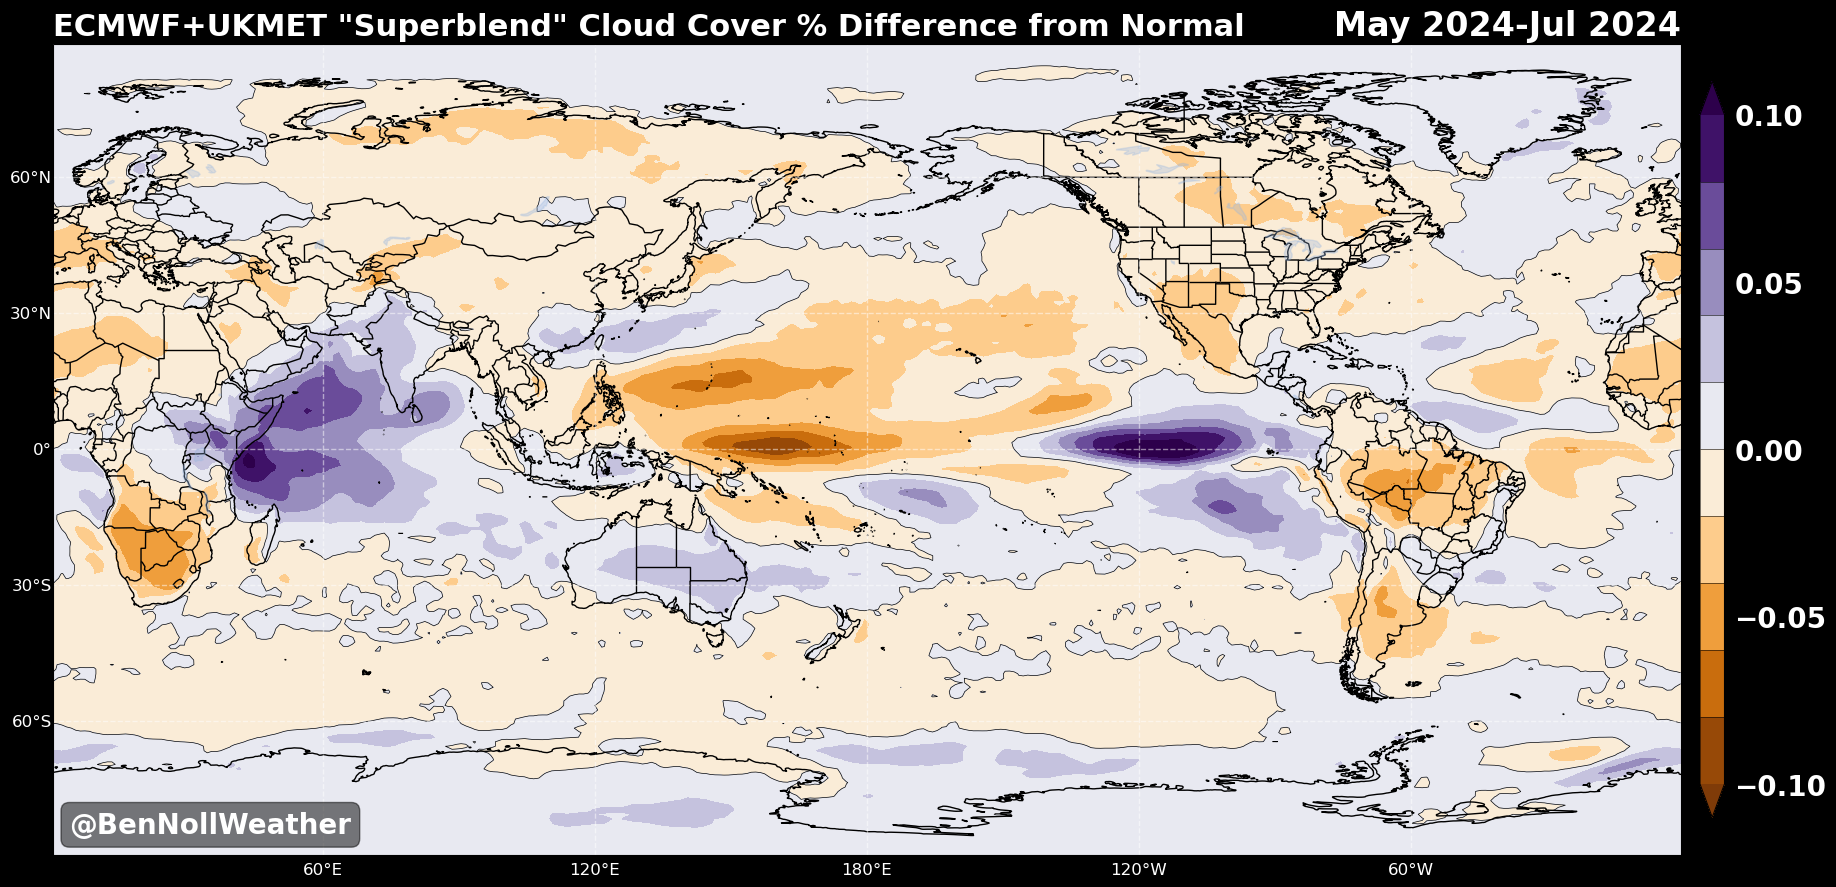 ECMWF+UKMET "Superblend" Cloud Cover % Difference from Normal
May 2024-Jul 2024
0.10
0.05
0.00
−0.05
−0.10
60°N
30°N
0°
30°S
60°S
@BenNollWeather
60°E
120°E
180°E
120°W
60°W